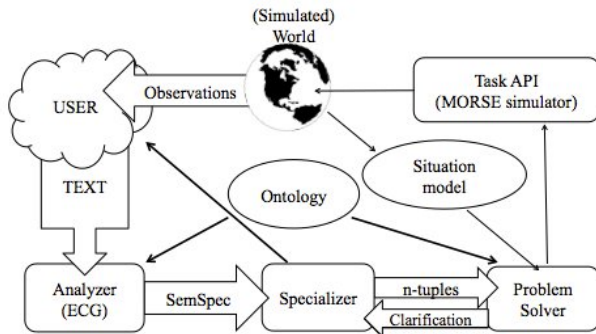 (Simulated)
World
Task API
(MORSE simulator)
USER
Observations
TEXT
Ontology
Situation
model
Analyzer
(ECG)
SemSpec
Specializer
n-tuples
Clarification
Problem
Solver